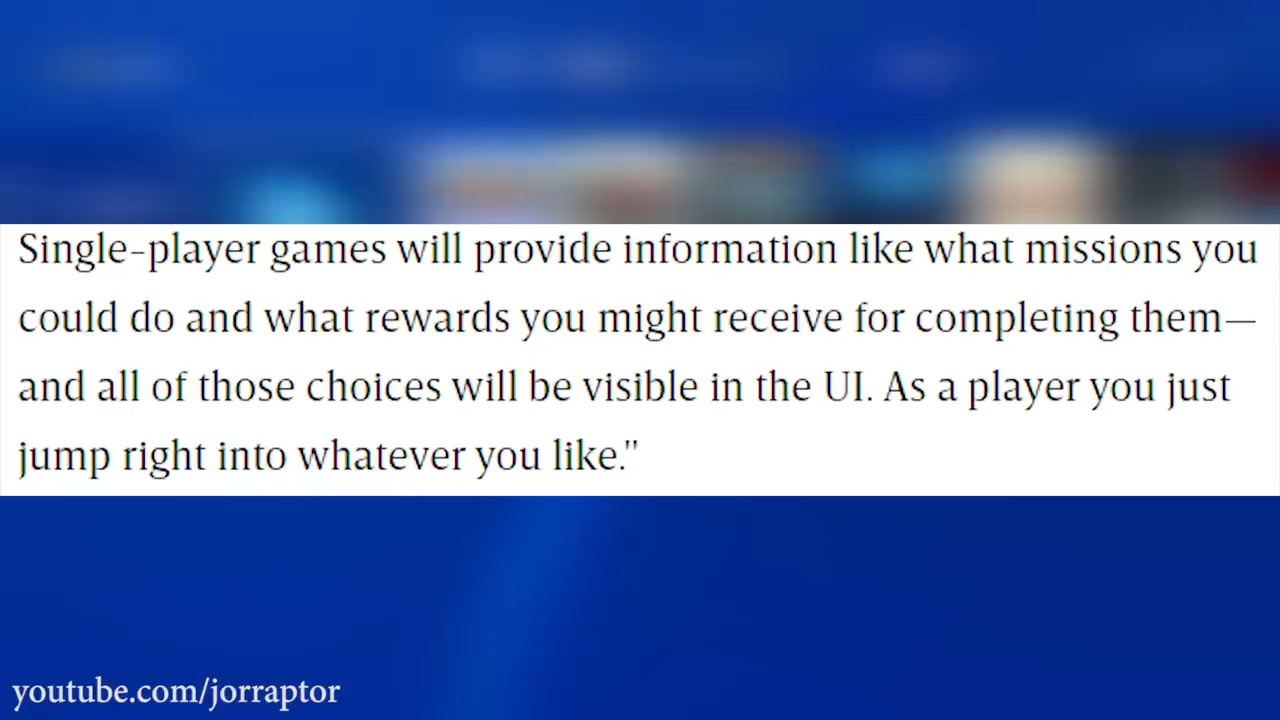 Single-player games will provide information like what missions you
could do and what rewards you might receive for completing them—
and all of those choices will be visible in the UI. As a player you just
jump right into whatever you like."
youtube.com/jorraptor